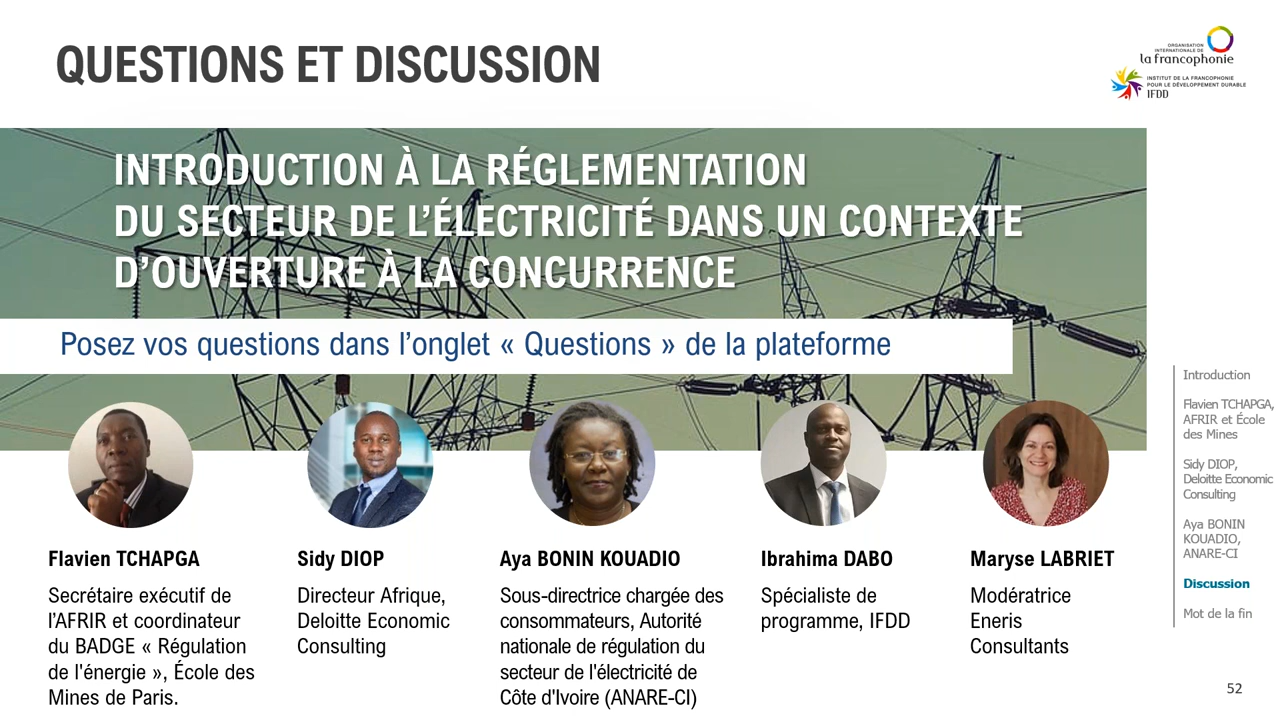 QUESTIONS ET DISCUSSION
ORGANISATION
INTERNATIONALE DE
la francophonie
INSTITUT DE LA FRANCOPHONIE
POUR LE DÉVELOPPEMENT DURABLE
IFDD
INTRODUCTION À LA RÉGLEMENTATION
DU SECTEUR DE L’ÉLECTRICITÉ DANS UN CONTEXTE
D’OUVERTURE À LA CONCURRENCE
Posez vos questions dans l’onglet « Questions » de la plateforme
Flavien TCHAPGA
Secrétaire exécutif de
l’AFRIR et coordinateur
du BADGE « Régulation
de l'énergie », École des
Mines de Paris.
Sidy DIOP
Directeur Afrique,
Deloitte Economic
Consulting
Aya BONIN KOUADIO
Sous-directrice chargée des
consommateurs, Autorité
nationale de régulation du
secteur de l'électricité de
Côte d'Ivoire (ANARE-CI)
Ibrahima DABO
Spécialiste de
programme, IFDD
Maryse LABRIET
Modératrice
Eneris
Consultants
Introduction
Flavien TCHAPGA,
AFRIR et École
des Mines
Sidy DIOP,
Deloitte Economic
Consulting
Aya BONIN
KOUADIO,
ANARE-CI
Discussion
Mot de la fin
52